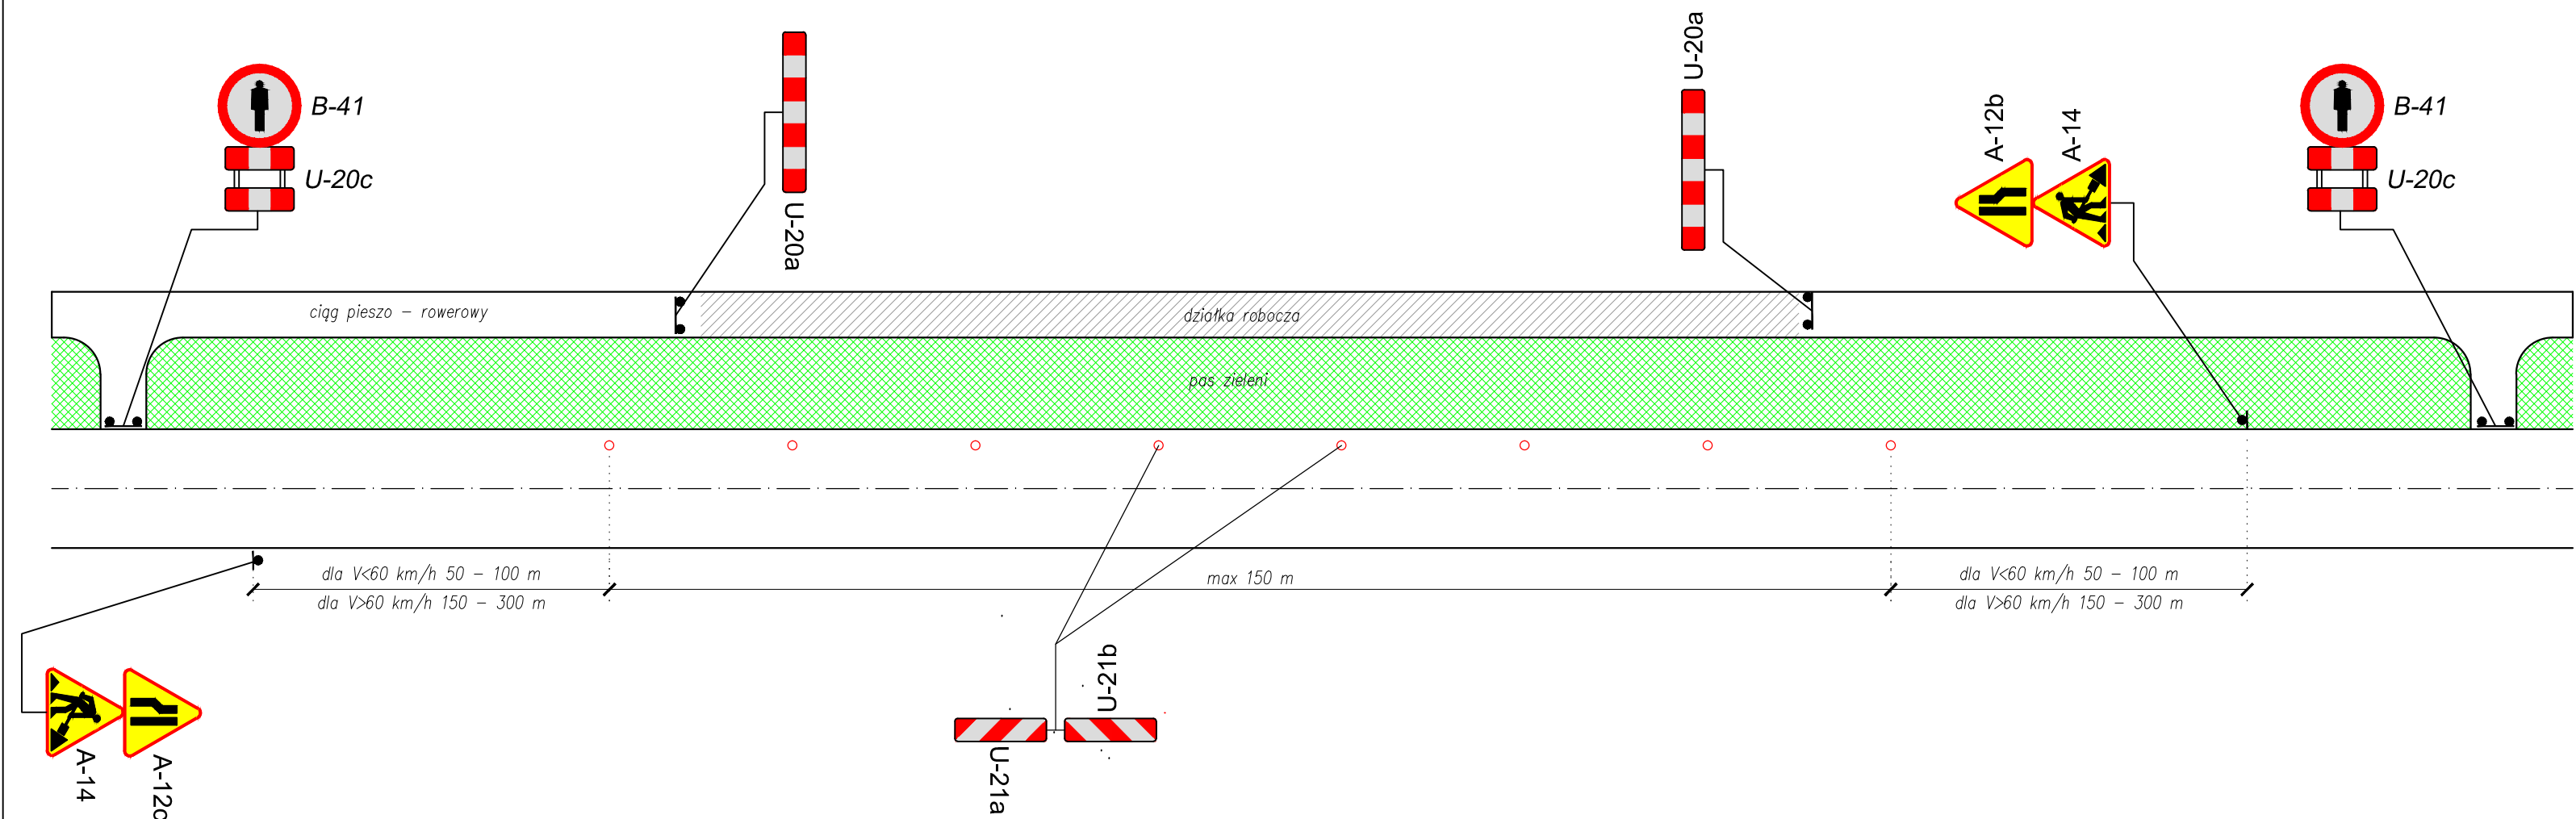 U-20a
B-41
A-12b
A-14
B-41
U-20c
U-20c
U-20a
ciąg pieszo – rowerowy
działka robocza
pas zieleni
dla V<60 km/h 50 – 100 m
max 150 m
dla V<60 km/h 50 – 100 m
dla V>60 km/h 150 – 300 m
dla V>60 km/h 150 – 300 m
U-21b
U-21a
A-14
A-12c